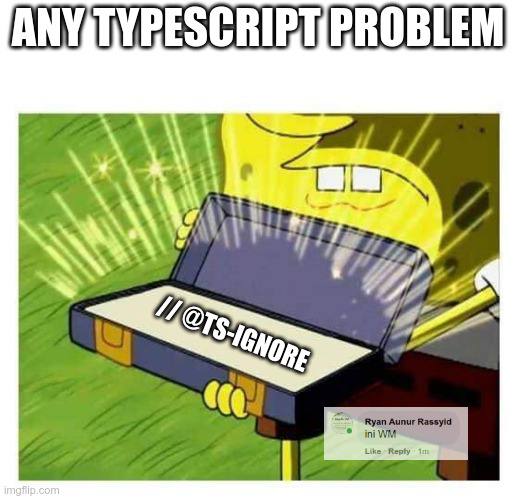 ANY TYPESCRIPT PROBLEM
// @TS-IGNORE
Ryan Aunur Rassyid
ini WM
Like Reply 1m
imgflip.com